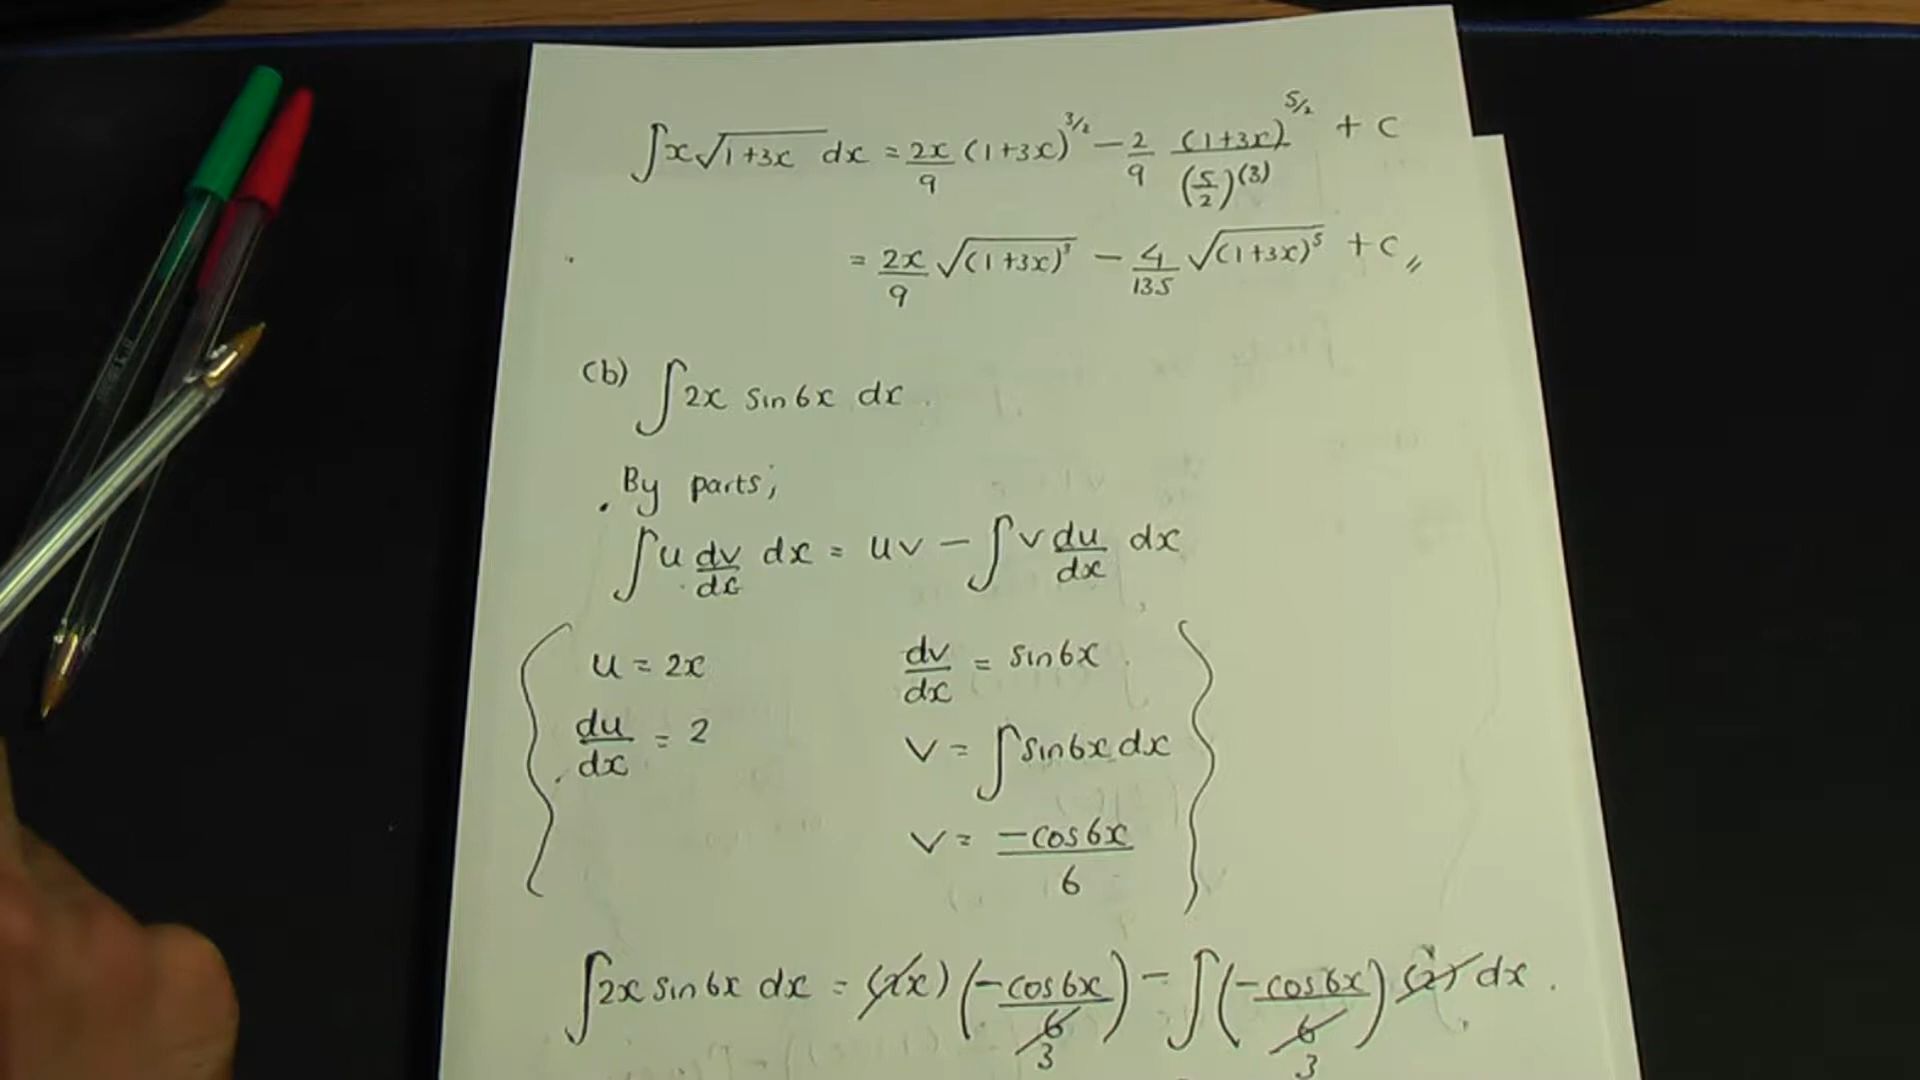 ∫x√(1+3x) dx = 2x/9 (1+3x)^3/2 − 2/9 (1+3x)^5/2 / (5/2)(3) + c
= 2x/9 √(1+3x)^3 − 4/135 √(1+3x)^5 + c //
(b) ∫2x sin6x dx.
By parts;
∫u dv/dx dx = uv − ∫v du/dx dx
u = 2x dv/dx = sin6x
du/dx = 2 v = ∫sin6x dx
v = −cos6x/6
∫2x sin6x dx = (2x) (−cos6x/6 3) − ∫(−cos6x/6 3) (2) dx.